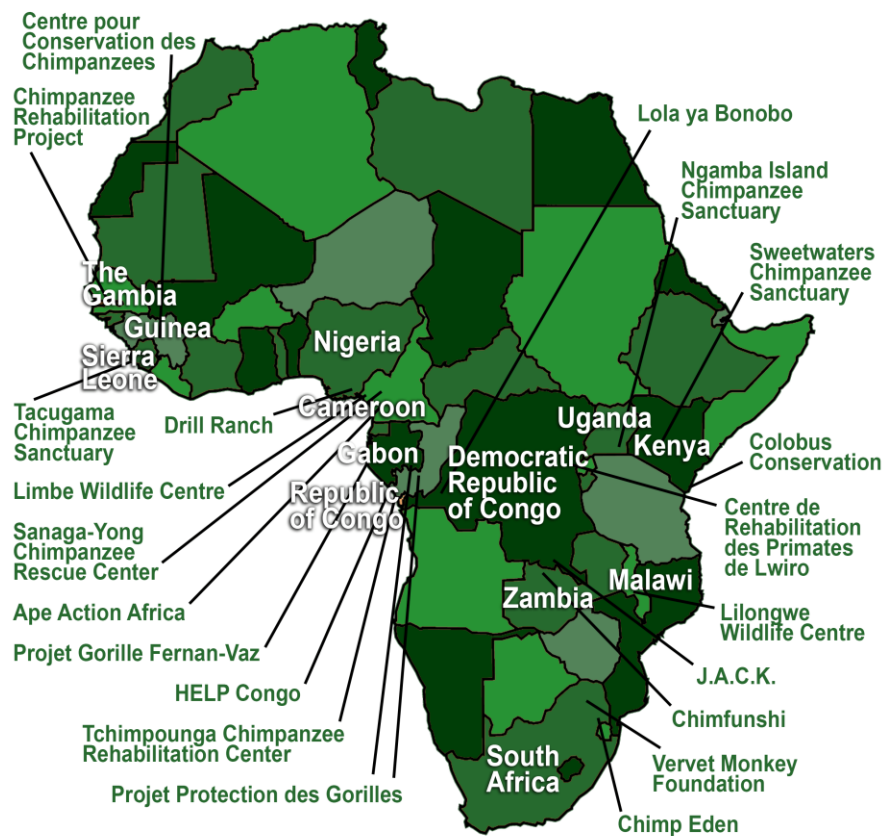 Centre pour
Conservation des
Chimpanzees
Chimpanzee
Rehabilitation
Project
Lola ya Bonobo
Ngamba Island
Chimpanzee
Sanctuary
Sweetwaters
Chimpanzee
Sanctuary
The
Gambia
Guinea
Sierra
Leone
Nigeria
Cameroon
Gabon
Republic
of Congo
Democratic
Republic
of Congo
Uganda
Kenya
Malawi
Zambia
South
Africa
Tacugama
Chimpanzee
Sanctuary
Drill Ranch
Limbe Wildlife Centre
Sanaga-Yong
Chimpanzee
Rescue Center
Ape Action Africa
Projet Gorille Fernan-Vaz
HELP Congo
Tchimpounga Chimpanzee
Rehabilitation Center
Projet Protection des Gorilles
Colobus
Conservation
Centre de
Rehabilitation
des Primates
de Lwiro
Lilongwe
Wildlife Centre
J.A.C.K.
Chimfunshi
Vervet Monkey
Foundation
Chimp Eden